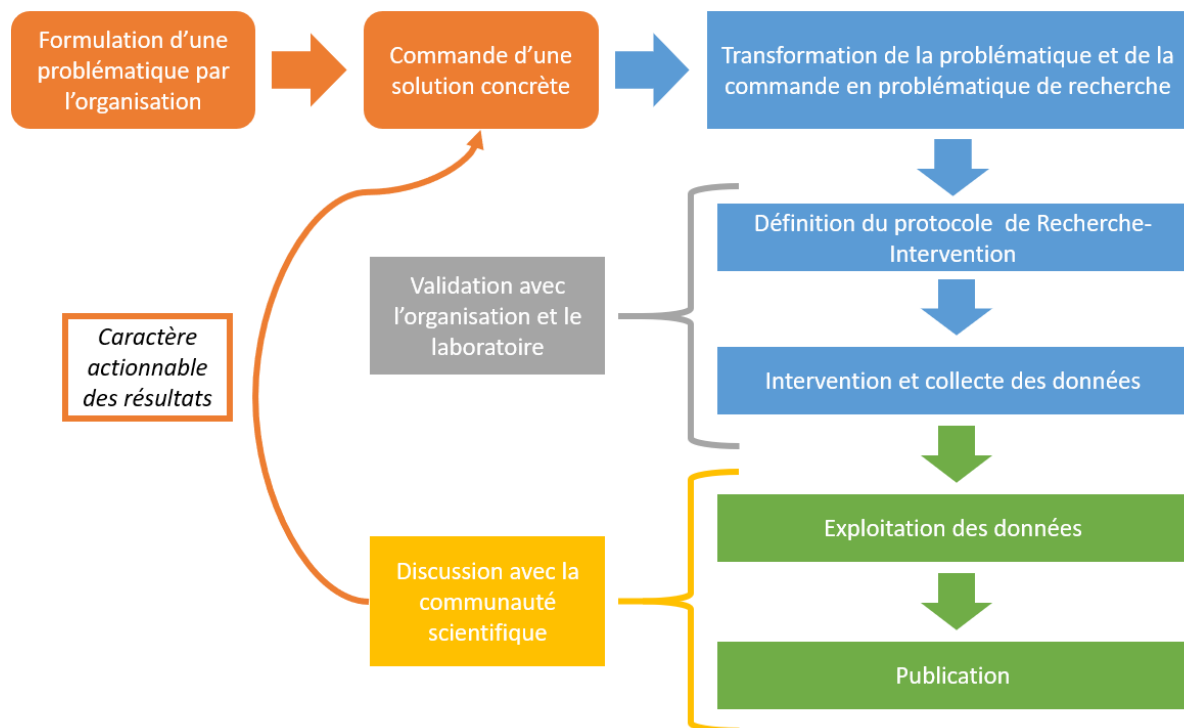 Formulation d’une
problématique par
l’organisation
Commande d’une
solution concrète
Transformation de la problématique et de la
commande en problématique de recherche
Définition du protocole  de Recherche-
Intervention
Validation avec
l’organisation et le
laboratoire
Caractère
actionnable
des résultats
Intervention et collecte des données
Exploitation des données
Discussion avec la
communauté
scientifique
Publication